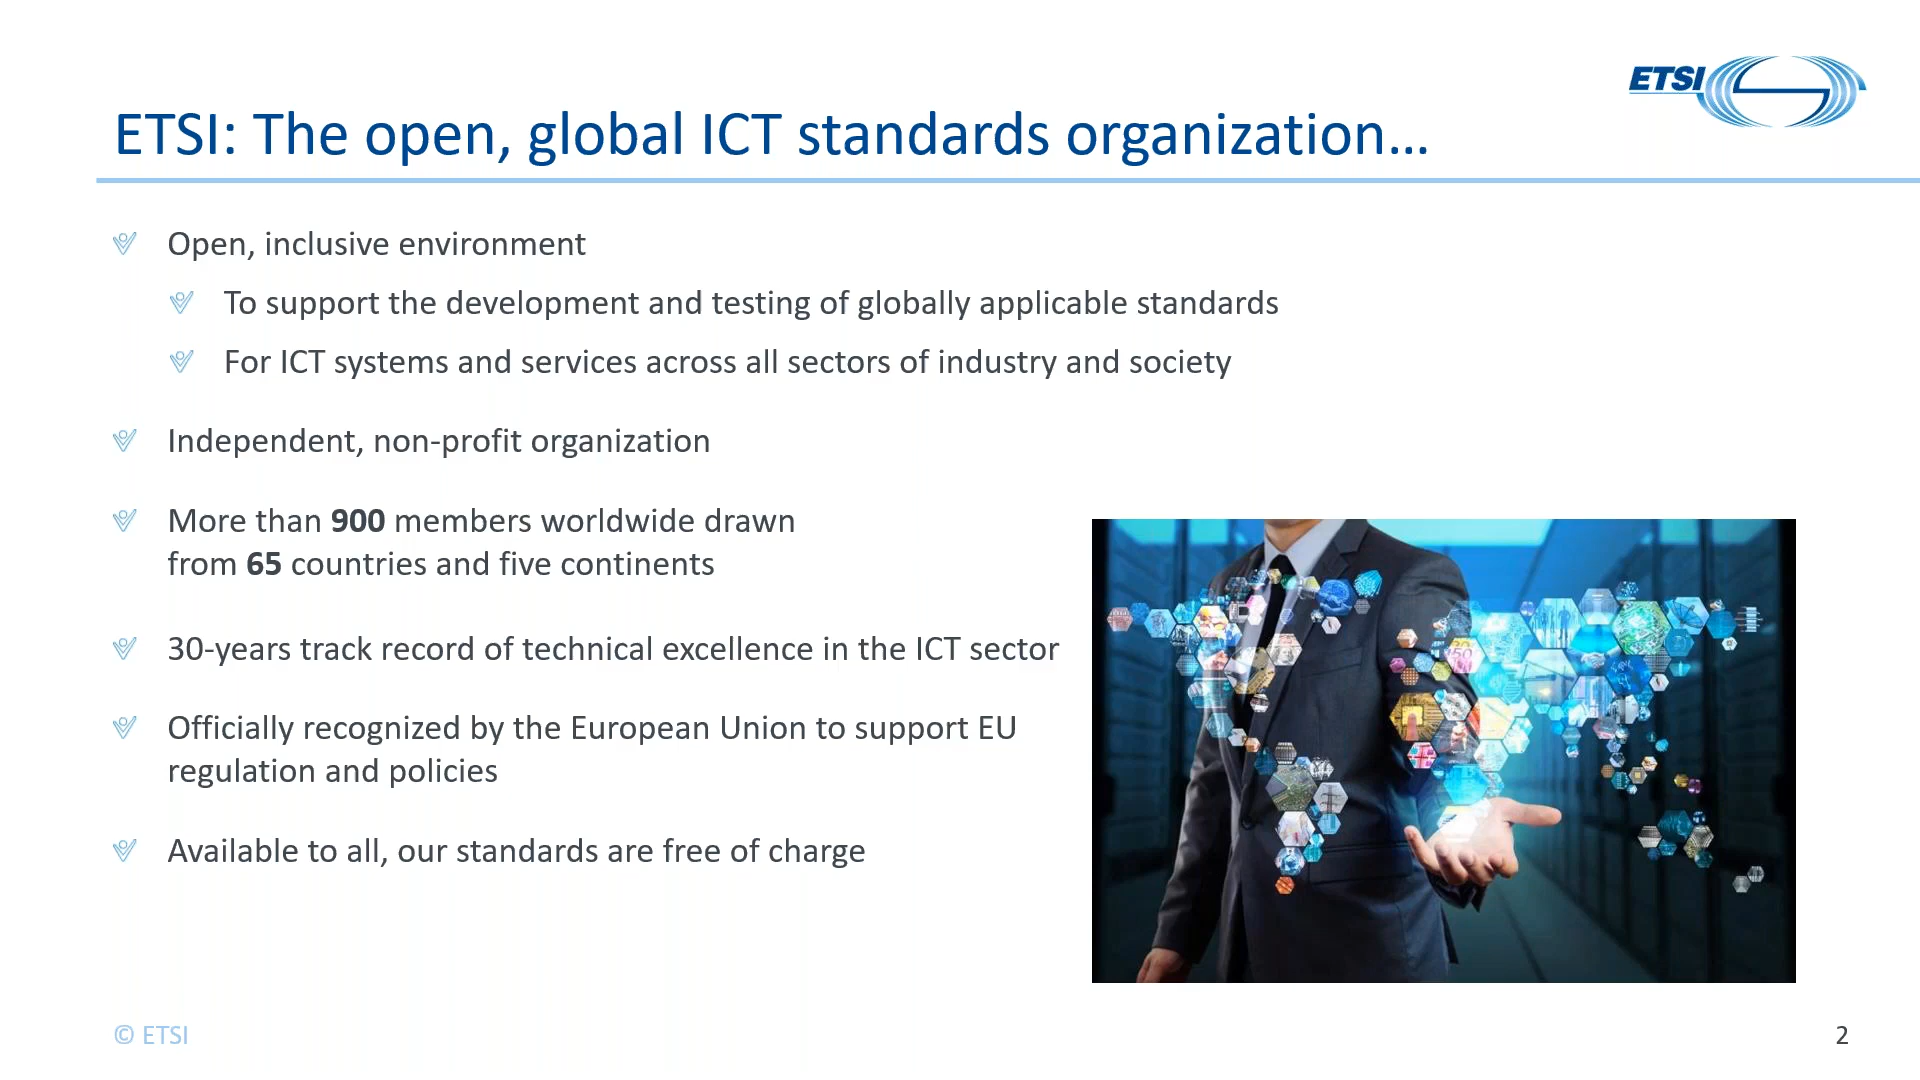 ETSI
ETSI: The open, global ICT standards organization...
Open, inclusive environment
To support the development and testing of globally applicable standards
For ICT systems and services across all sectors of industry and society
Independent, non-profit organization
More than 900 members worldwide drawn
from 65 countries and five continents
30-years track record of technical excellence in the ICT sector
Officially recognized by the European Union to support EU
regulation and policies
Available to all, our standards are free of charge
© ETSI
2